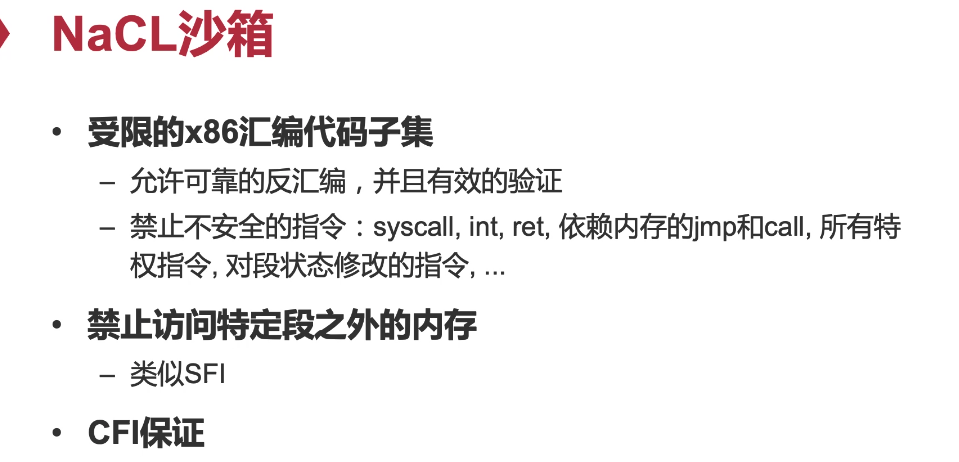 NaCL沙箱
• 受限的x86汇编代码子集
– 允许可靠的反汇编，并且有效的验证
– 禁止不安全的指令：syscall, int, ret, 依赖内存的jmp和call, 所有特
权指令, 对段状态修改的指令, ...
• 禁止访问特定段之外的内存
– 类似SFI
• CFI保证